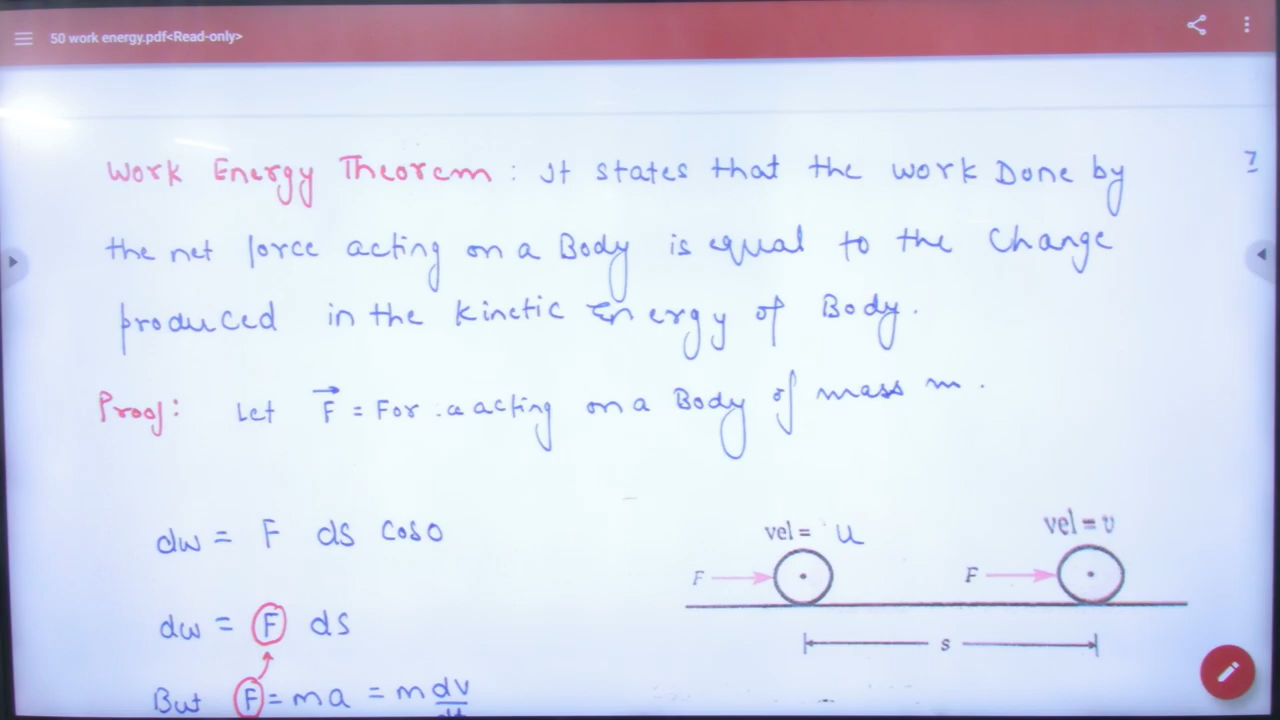 50 work energy.pdf<Read-only>
Work Energy Theorem : It states that the work Done by
the net force acting on a Body is equal to the change
produced in the kinetic Energy of Body.
Proof: Let F⃗ = For acting on a Body of mass m .
dw = F ds cos0
vel = u
vel = v
F
F
dw = F ds
s
But F = ma = m dv